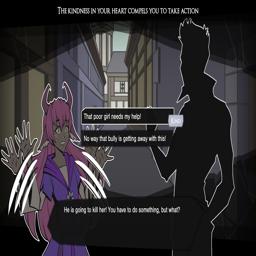 The kindness in your heart compels you to take action
That poor girl needs my help!
Kind
No way that bully is getting away with this!
He is going to kill her! You have to do something, but what?